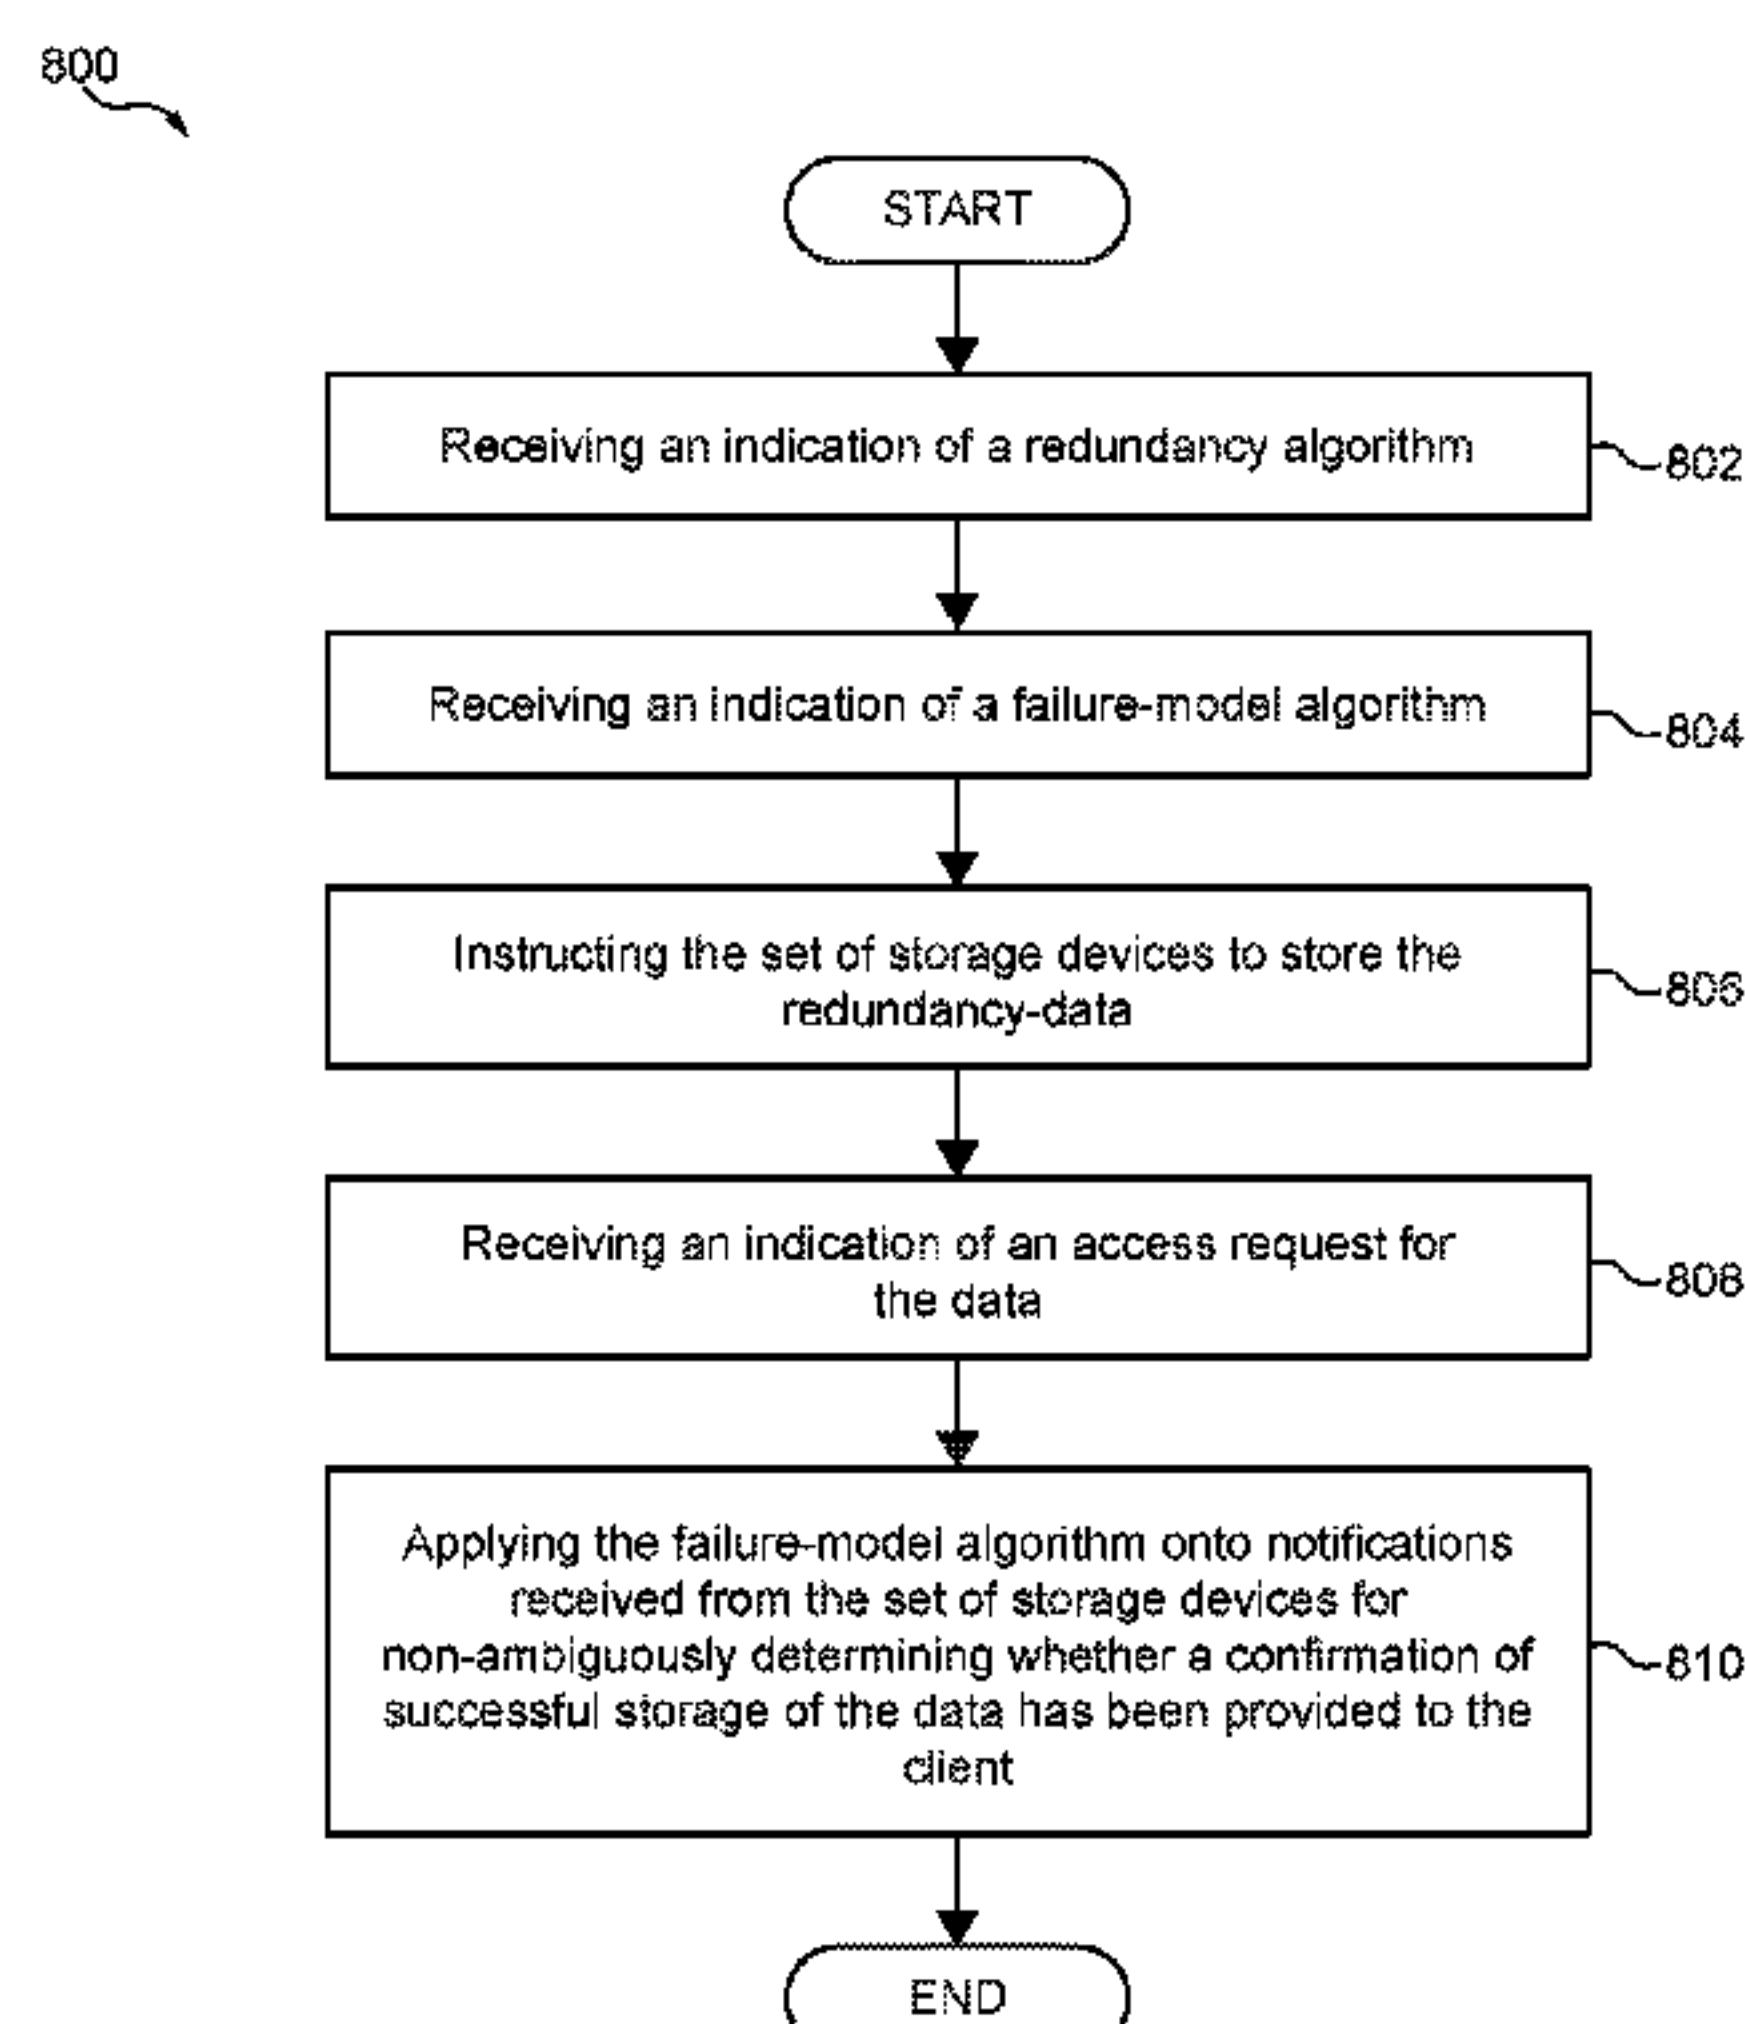 800
START
Receiving an indication of a redundancy algorithm
802
Receiving an indication of a failure-model algorithm
804
Instructing the set of storage devices to store the
redundancy-data
806
Receiving an indication of an access request for
the data
808
Applying the failure-model algorithm onto notifications
received from the set of storage devices for
non-ambiguously determining whether a confirmation of
successful storage of the data has been provided to the
client
810
END